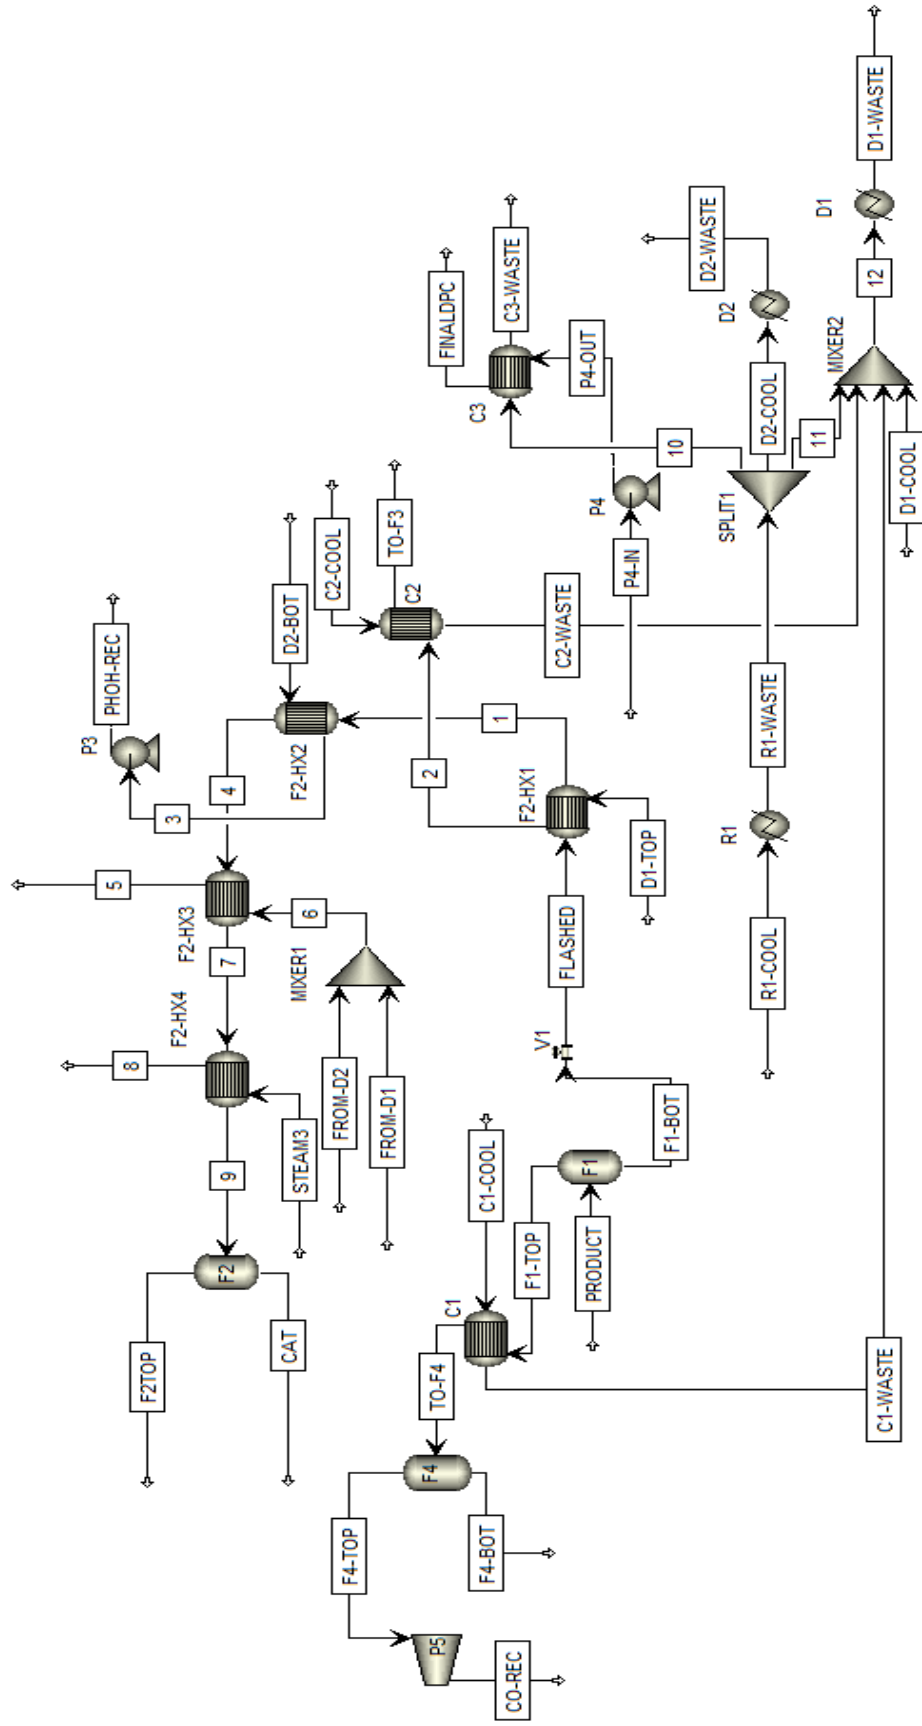 P5
CO-REC
F4-TOP
F4
F4-BOT
TO-F4
F2TOP
F2
CAT
9
F2-HX4
8
STEAM3
7
F2-HX3
5
6
MIXER1
FROM-D2
FROM-D1
4
3
P3
PHOH-REC
F2-HX2
D2-BOT
C1
C1-COOL
F1-TOP
F1
PRODUCT
F1-BOT
V1
FLASHED
F2-HX1
D1-TOP
1
2
C2-COOL
C2
TO-F3
C2-WASTE
C1-WASTE
P4-IN
P4
P4-OUT
C3
FINALDPC
C3-WASTE
10
R1-COOL
R1
R1-WASTE
SPLIT1
D2-COOL
D2
D2-WASTE
11
D1-COOL
MIXER2
12
D1
D1-WASTE